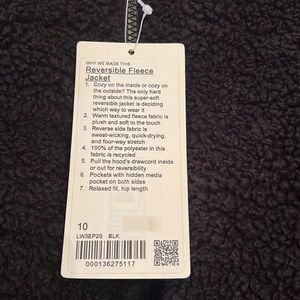 WHY WE MADE THIS
Reversible Fleece
Jacket
1. Cozy on the inside or cozy on
the outside? The only hard
thing about this super-soft
reversible jacket is deciding
which way to wear it
2. Warm textured fleece fabric is
plush and soft to the touch
3. Reverse side fabric is
sweat-wicking, quick-drying,
and four-way stretch
4. 100% of the polyester in this
fabric is recycled
5. Pull the hood's drawcord inside
or out for reversibility
6. Pockets with hidden media
pocket on both sides
7. Relaxed fit, hip length
10
LW3EP2S BLK
000136275117